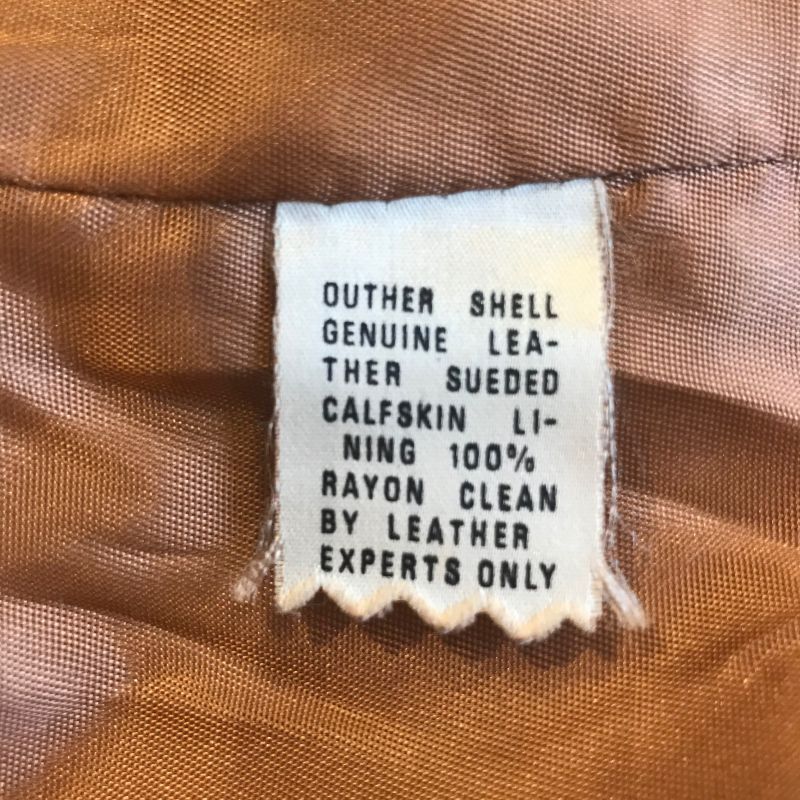 OUTHER SHELL
GENUINE LEA-
THER SUEDED
CALFSKIN LI-
NING 100%
RAYON CLEAN
BY LEATHER
EXPERTS ONLY